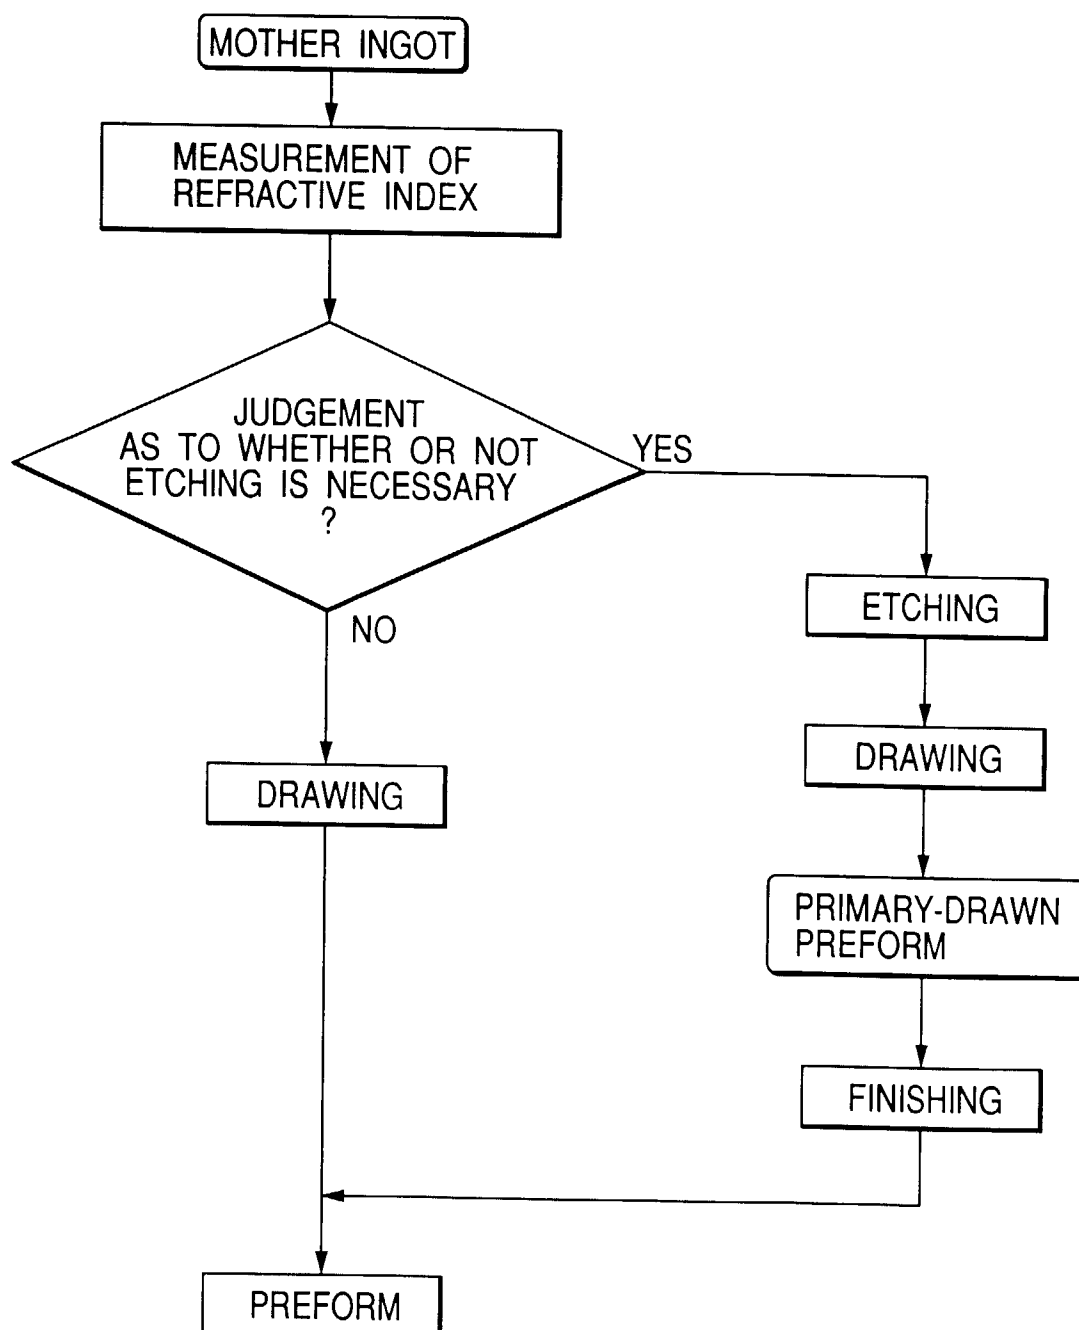 MOTHER INGOT
MEASUREMENT OF
REFRACTIVE INDEX
JUDGEMENT
AS TO WHETHER OR NOT
ETCHING IS NECESSARY
?
YES
NO
ETCHING
DRAWING
DRAWING
PRIMARY-DRAWN
PREFORM
FINISHING
PREFORM